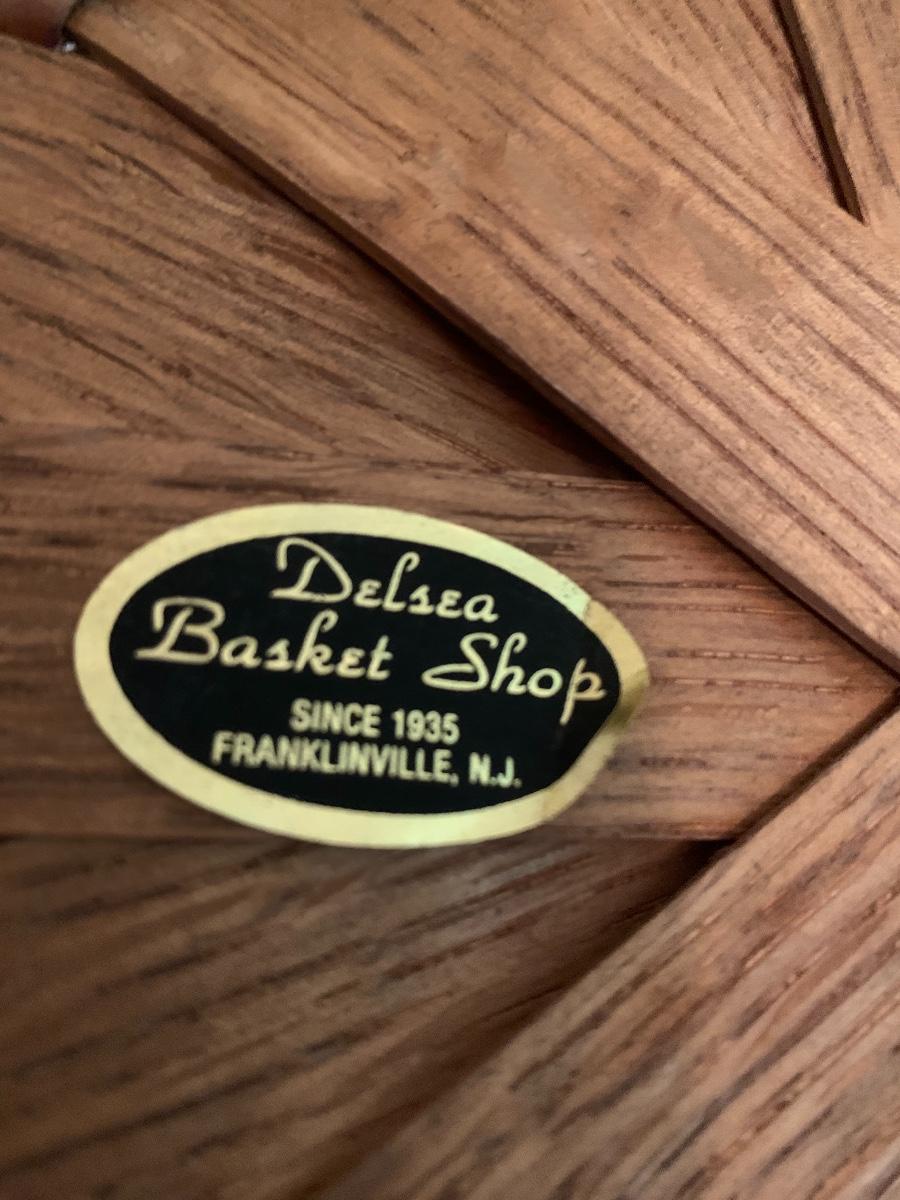 Delsea
Basket Shop
SINCE 1935
FRANKLINVILLE, N.J.